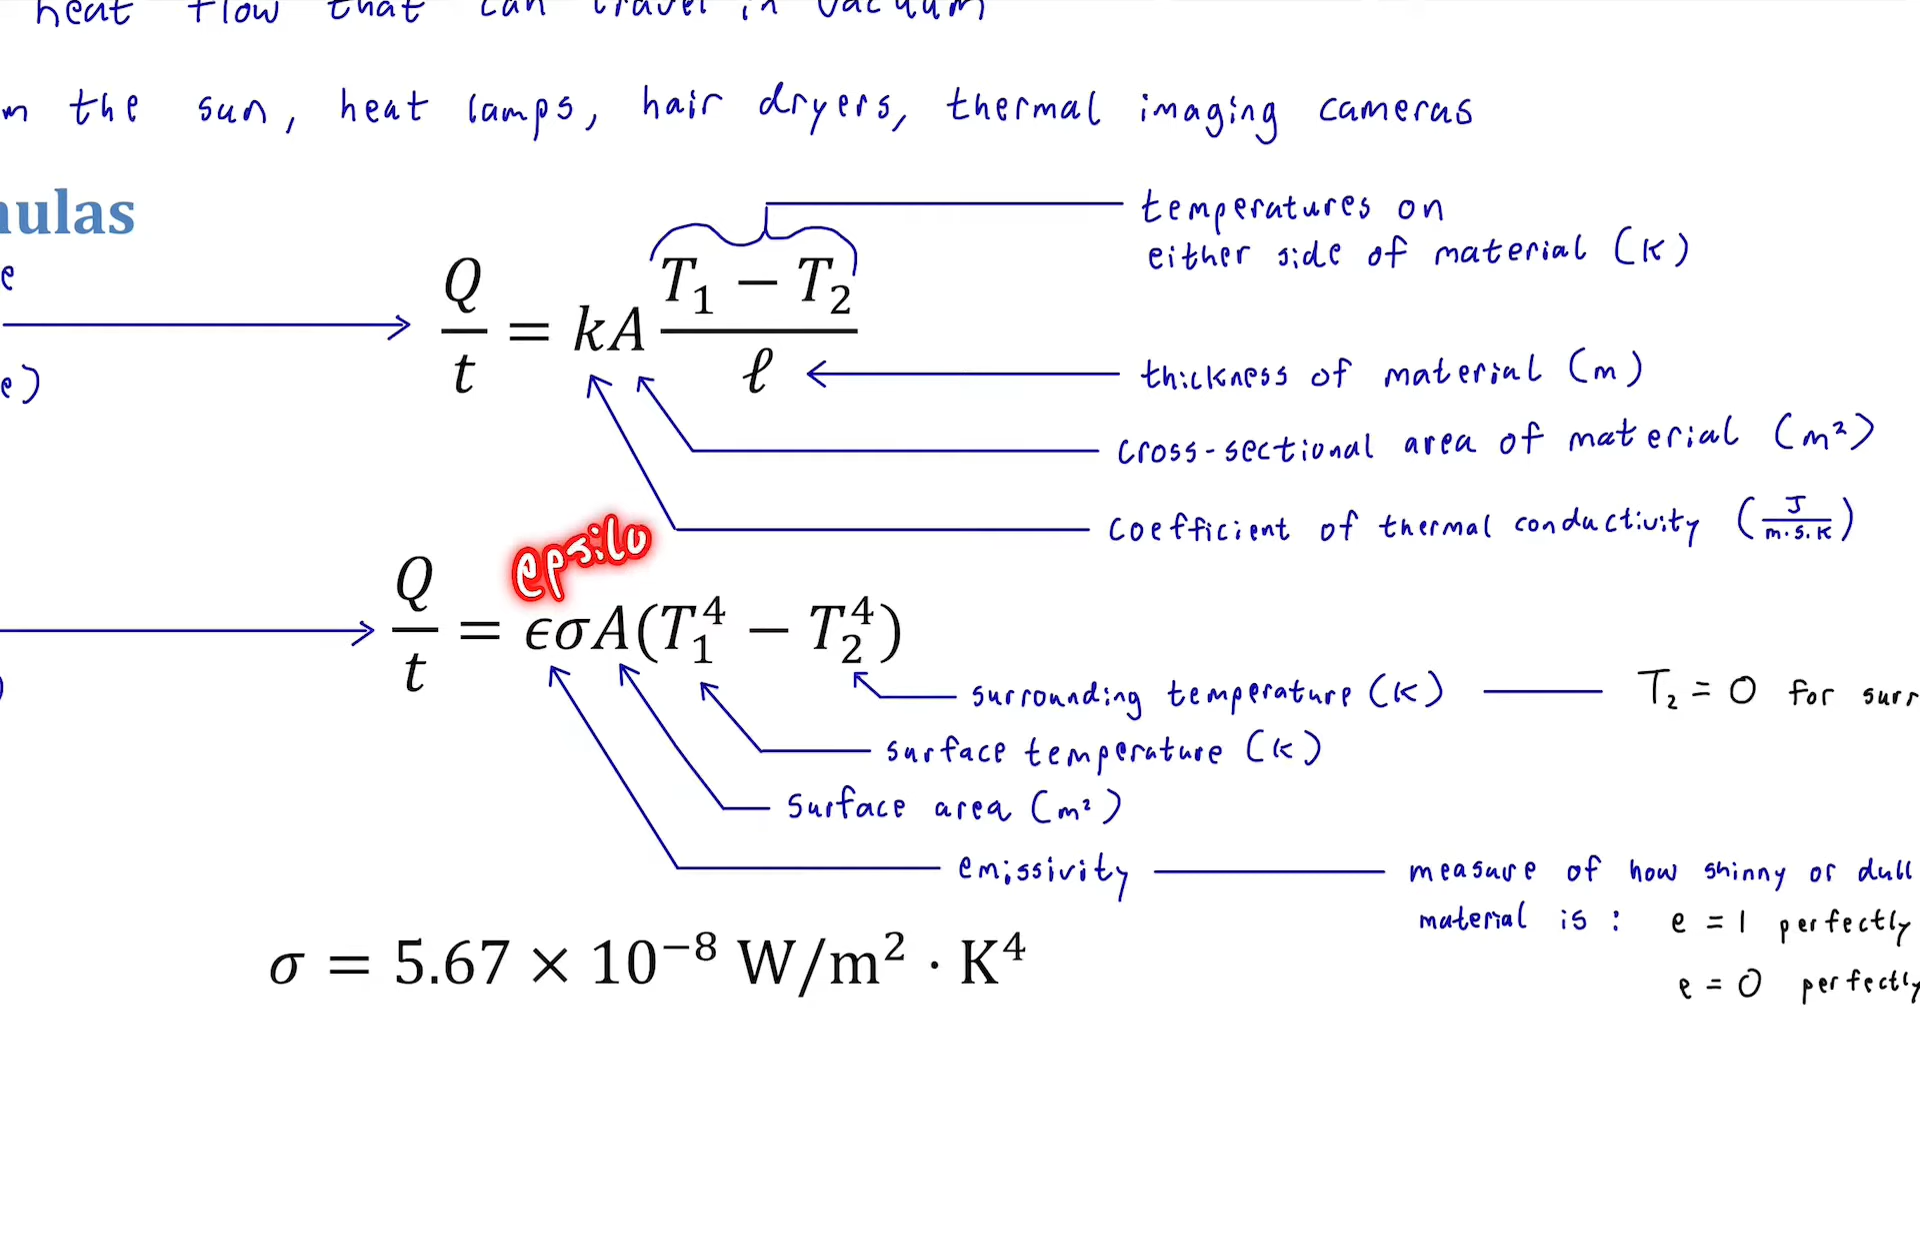 heat flow that can travel in vacuum
the sun, heat lamps, hair dryers, thermal imaging cameras
temperatures on
either side of material (K)
Q/t = kA (T₁ − T₂)/ℓ
thickness of material (m)
cross-sectional area of material (m²)
coefficient of thermal conductivity (J/m·s·K)
epsilo
Q/t = ϵσA(T₁⁴ − T₂⁴)
surrounding temperature (K) T₂ = 0 for
surface temperature (K)
surface area (m²)
emissivity measure of how shinny or dull
material is: e = 1 perfectly
e = 0 perfectly
σ = 5.67 × 10⁻⁸ W/m² · K⁴